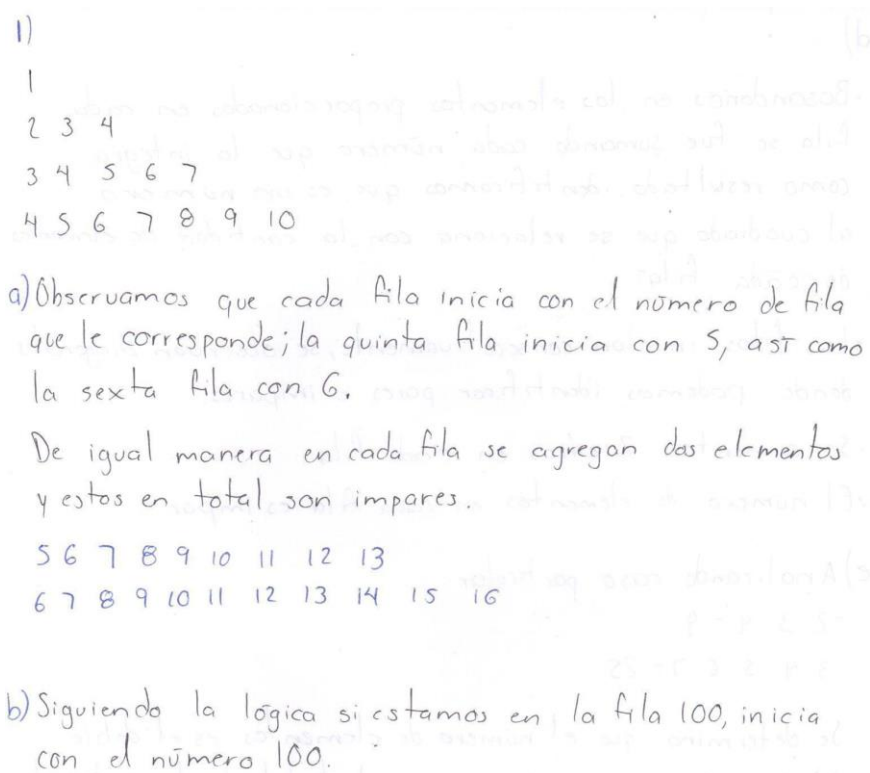 1)
1
2 3 4
3 4 5 6 7
4 5 6 7 8 9 10
a) Observamos que cada fila inicia con el número de fila
que le corresponde; la quinta fila inicia con 5, así como
la sexta fila con 6.
De igual manera en cada fila se agregan dos elementos
y estos en total son impares.
5 6 7 8 9 10 11 12 13
6 7 8 9 10 11 12 13 14 15 16
b) Siguiendo la lógica si estamos en la fila 100, inicia
con el número 100.